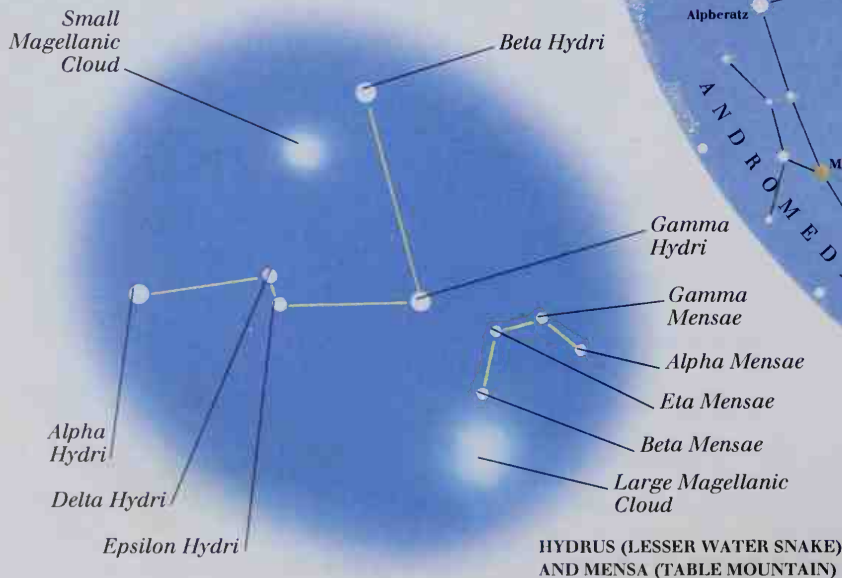 Small
Magellanic
Cloud
Beta Hydri
Alpheratz
ANDROMED
M
Gamma
Hydri
Gamma
Mensae
Alpha Mensae
Eta Mensae
Beta Mensae
Large Magellanic
Cloud
Alpha
Hydri
Delta Hydri
Epsilon Hydri
HYDRUS (LESSER WATER SNAKE)
AND MENSA (TABLE MOUNTAIN)